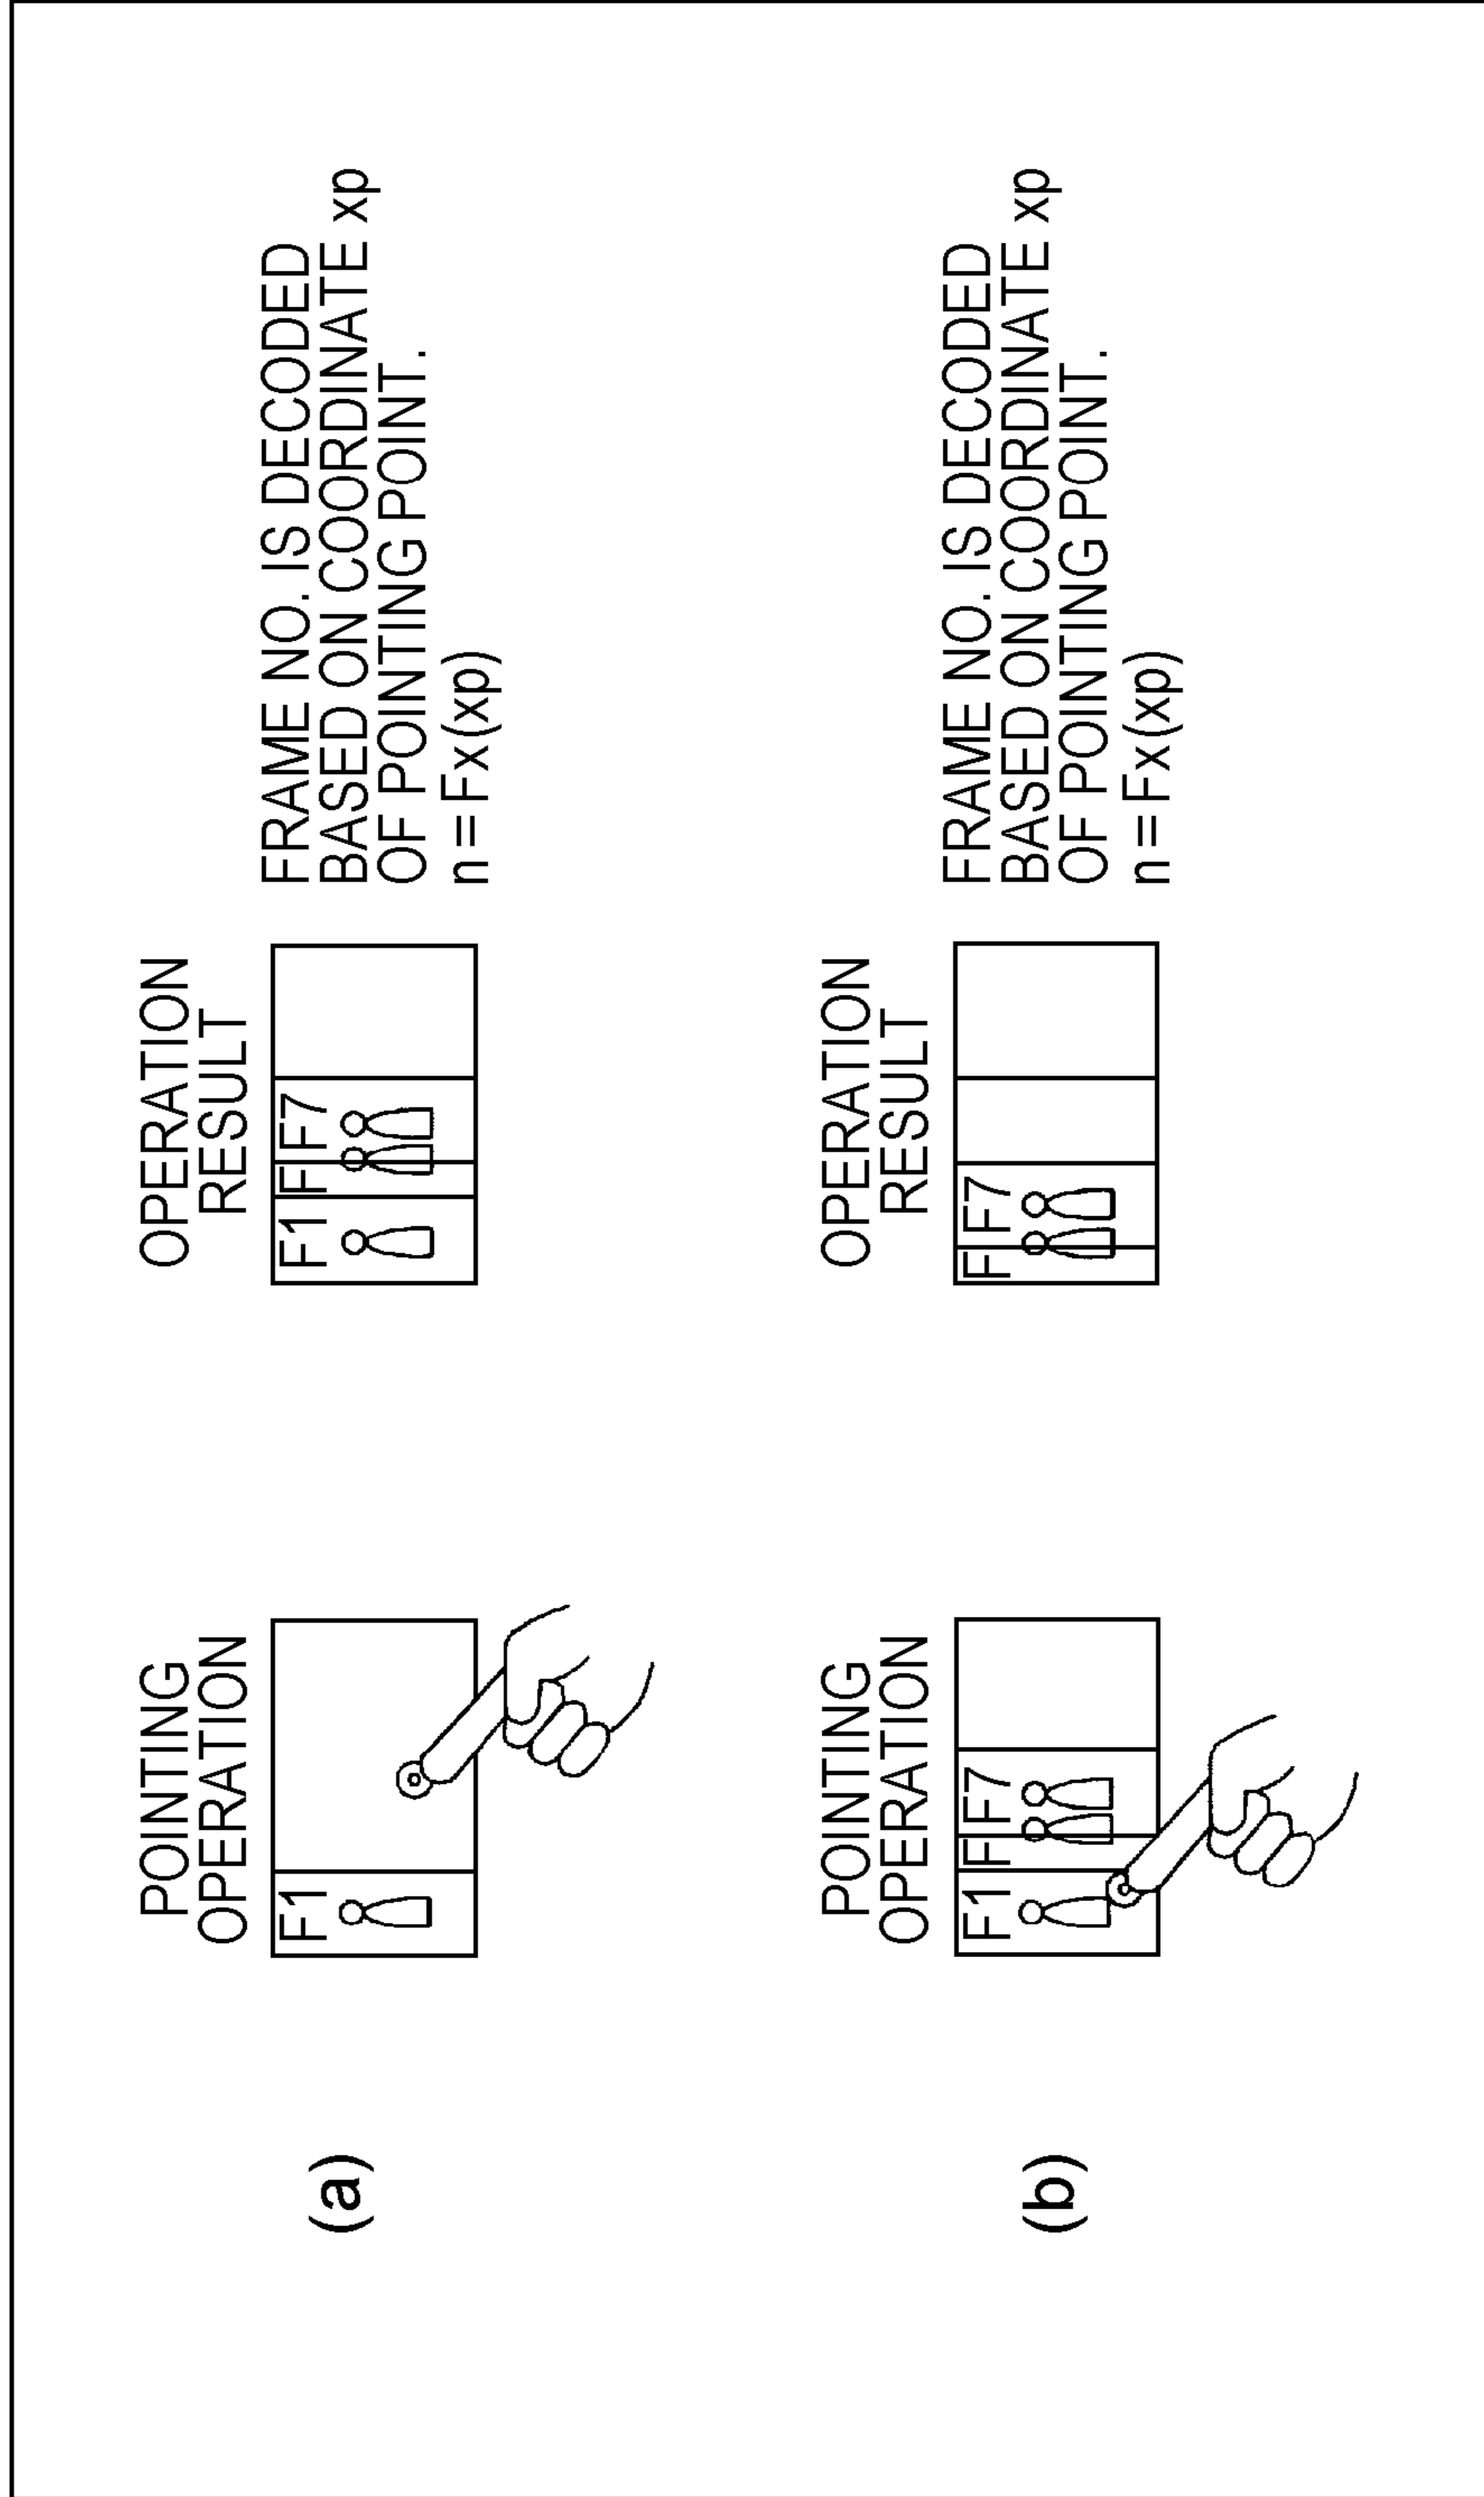 (a)
POINTING
OPERATION
F1
OPERATION
RESULT
F1 F F7
FRAME NO. IS DECODED
BASED ON COORDINATE xp
OF POINTING POINT.
n=Fx(xp)
(b)
POINTING
OPERATION
F1 F F7
OPERATION
RESULT
F F7
FRAME NO. IS DECODED
BASED ON COORDINATE xp
OF POINTING POINT.
n=Fx(xp)